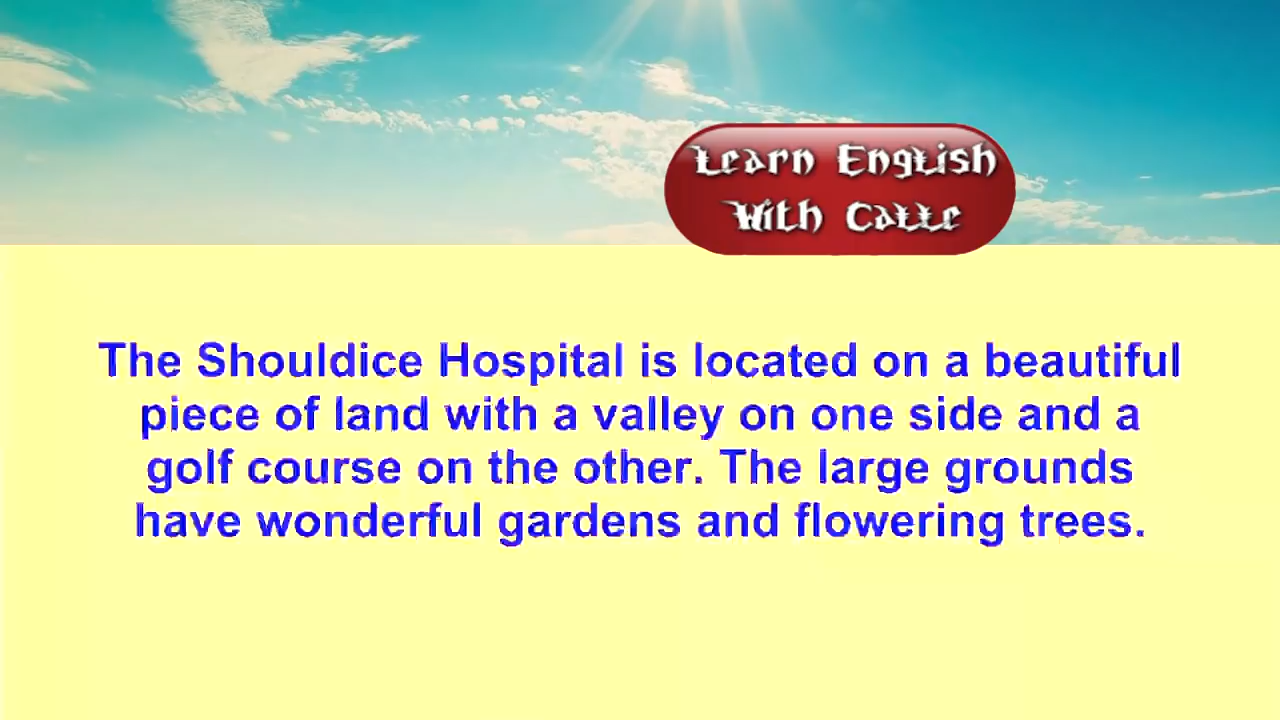 Learn English
With Catte
The Shouldice Hospital is located on a beautiful
piece of land with a valley on one side and a
golf course on the other. The large grounds
have wonderful gardens and flowering trees.